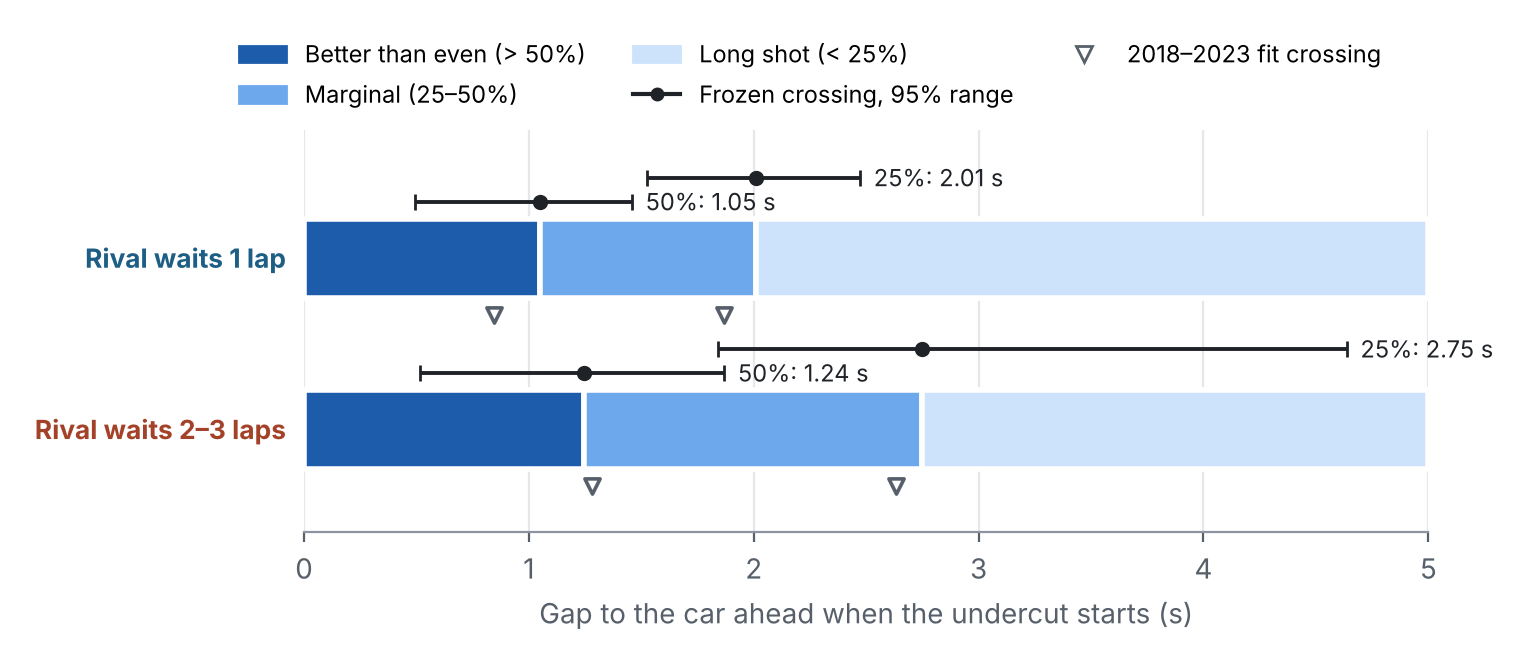 Better than even (> 50%)
Marginal (25–50%)
Long shot (< 25%)
Frozen crossing, 95% range
2018–2023 fit crossing
25%: 2.01 s
50%: 1.05 s
Rival waits 1 lap
25%: 2.75 s
50%: 1.24 s
Rival waits 2–3 laps
0 1 2 3 4 5
Gap to the car ahead when the undercut starts (s)